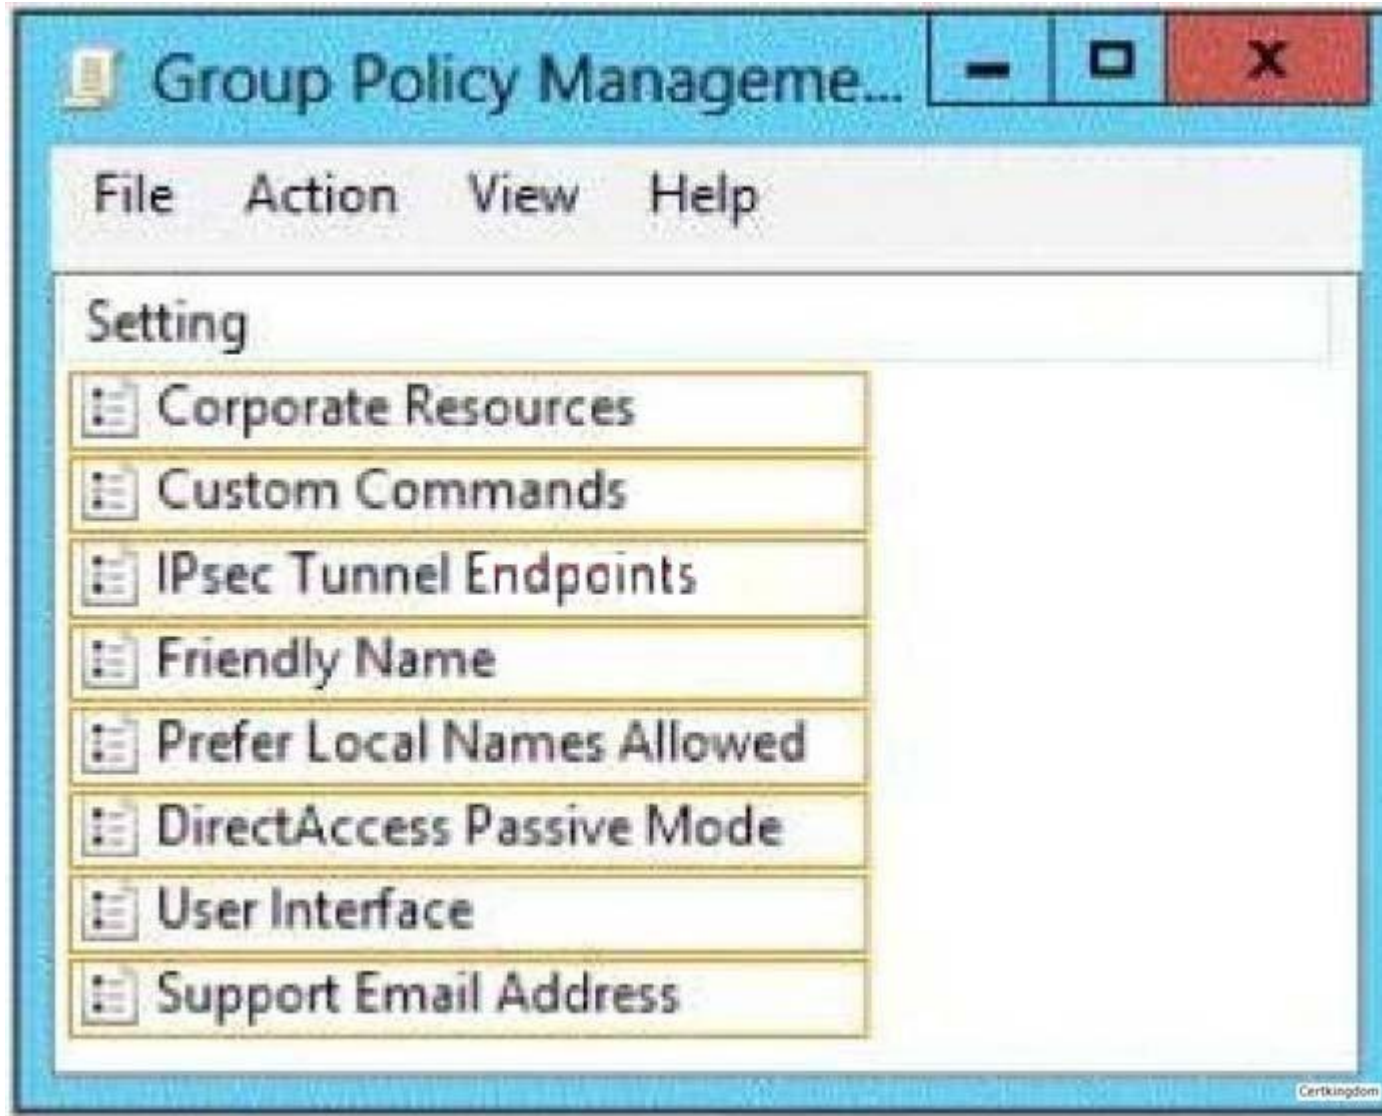 Group Policy Manageme...
File Action View Help
Setting
Corporate Resources
Custom Commands
IPsec Tunnel Endpoints
Friendly Name
Prefer Local Names Allowed
DirectAccess Passive Mode
User Interface
Support Email Address
Certkingdom